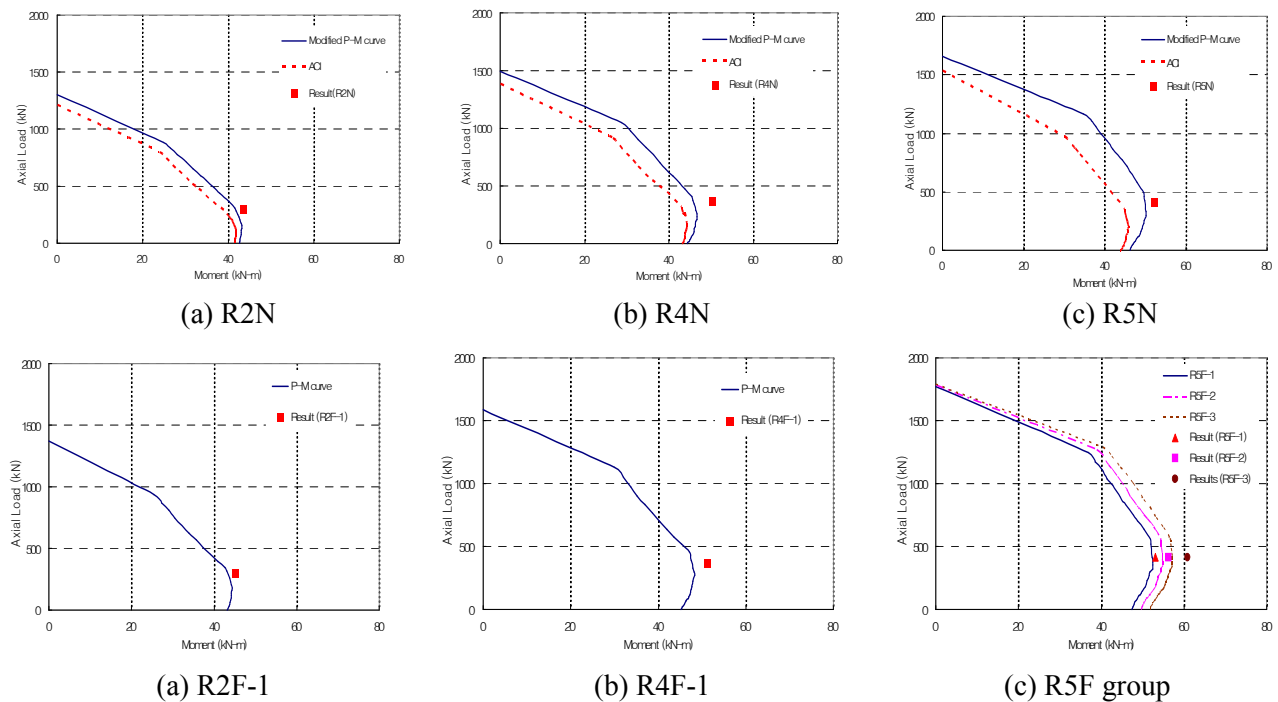 2000
1500
1000
500
0
Axial Load (kN)
0 20 40 60 80
Moment (kN-m)
Modified P-M curve
ACI
Result(R2N)
(a) R2N
2000
1500
1000
500
0
Axial Load (kN)
0 20 40 60 80
Moment (kN-m)
Modified P-M curve
ACI
Result (R4N)
(b) R4N
2000
1500
1000
500
0
Axial Load (kN)
0 20 40 60 80
Moment (kN-m)
Modified P-M curve
ACI
Result (R5N)
(c) R5N
2000
1500
1000
500
0
Axial Load (kN)
0 20 40 60 80
Moment (kN-m)
P-M curve
Result (R2F-1)
(a) R2F-1
2000
1500
1000
500
0
Axial Load (kN)
0 20 40 60 80
Moment (kN-m)
P-M curve
Result (R4F-1)
(b) R4F-1
2000
1500
1000
500
0
Axial Load (kN)
0 20 40 60 80
Moment (kN-m)
R5F-1
R5F-2
R5F-3
Result (R5F-1)
Result (R5F-2)
Results (R5F-3)
(c) R5F group